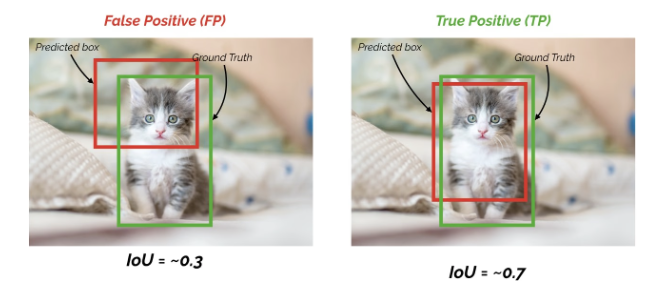 False Positive (FP)
Predicted box
Ground Truth
IoU = ~0.3
True Positive (TP)
Predicted box
Ground Truth
IoU = ~0.7